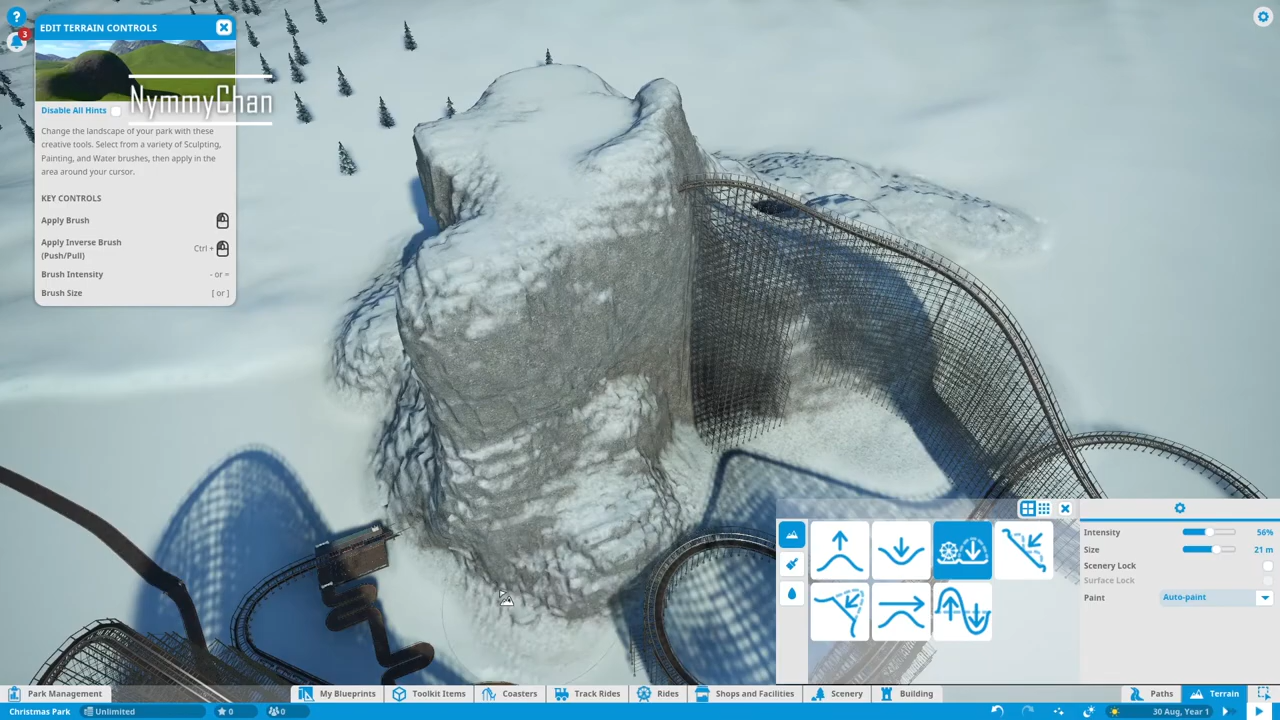 ?
3
EDIT TERRAIN CONTROLS
NymmyChan
Disable All Hints
Change the landscape of your park with these
creative tools. Select from a variety of Sculpting,
Painting, and Water brushes, then apply in the
area around your cursor.
KEY CONTROLS
Apply Brush
Apply Inverse Brush
(Push/Pull)
Ctrl +
Brush Intensity
- or =
Brush Size
[ or ]
Intensity
56%
Size
21 m
Scenery Lock
Surface Lock
Paint
Auto-paint
Park Management
My Blueprints
Toolkit Items
Coasters
Track Rides
Rides
Shops and Facilities
Scenery
Building
Paths
Terrain
Christmas Park
Unlimited
0
0
30 Aug, Year 1